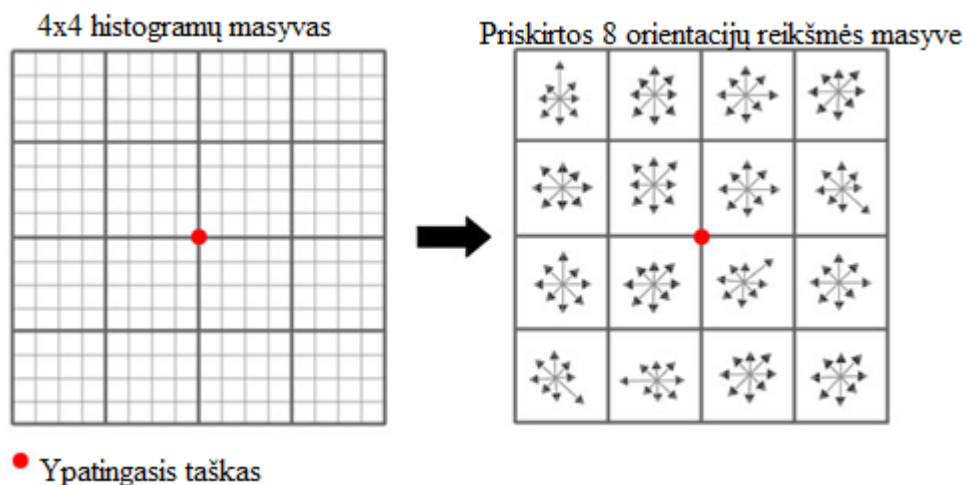 4x4 histogramų masyvas
Priskirtos 8 orientacijų reikšmės masyve
Ypatingasis taškas